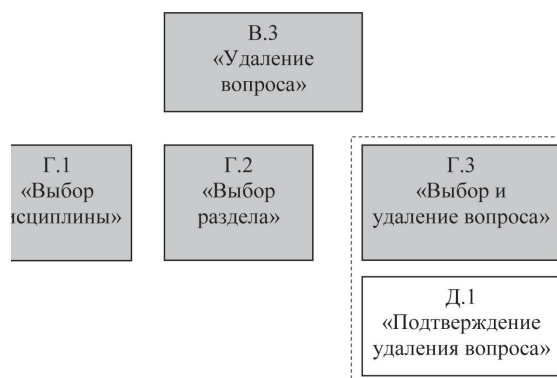 В.3
«Удаление
вопроса»
Г.1
«Выбор
исциплины»
Г.2
«Выбор
раздела»
Г.3
«Выбор и
удаление вопроса»
Д.1
«Подтверждение
удаления вопроса»